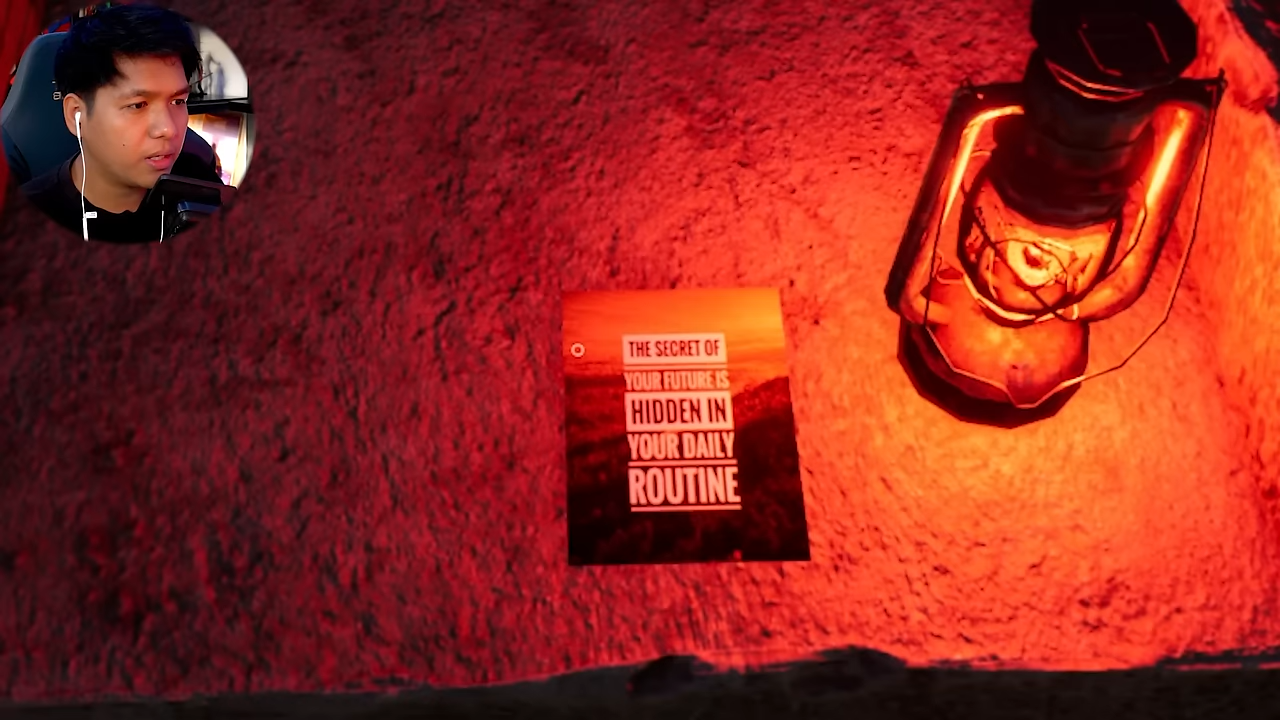 THE SECRET OF
YOUR FUTURE IS
HIDDEN IN
YOUR DAILY
ROUTINE